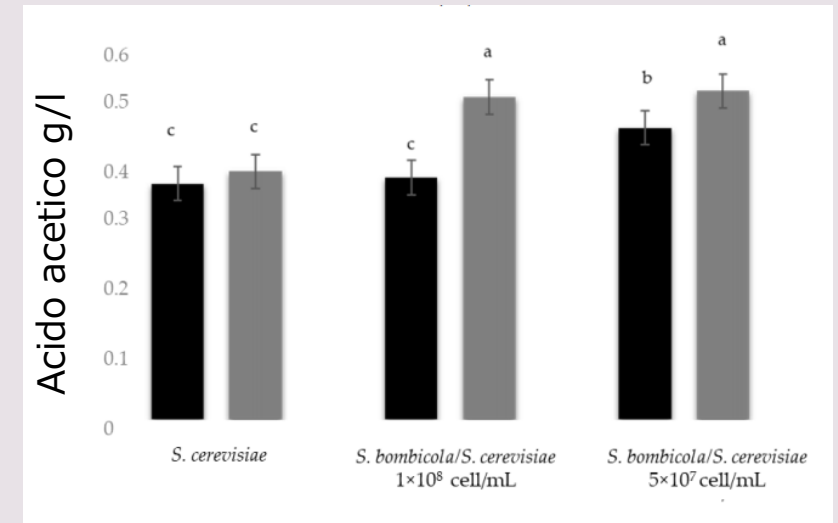 Acido acetico g/l
0.6
0.5
0.4
0.3
0.2
0.1
0
c
c
c
a
b
a
S. cerevisiae
S. bombicola/S. cerevisiae
1×10⁸ cell/mL
S. bombicola/S. cerevisiae
5×10⁷ cell/mL